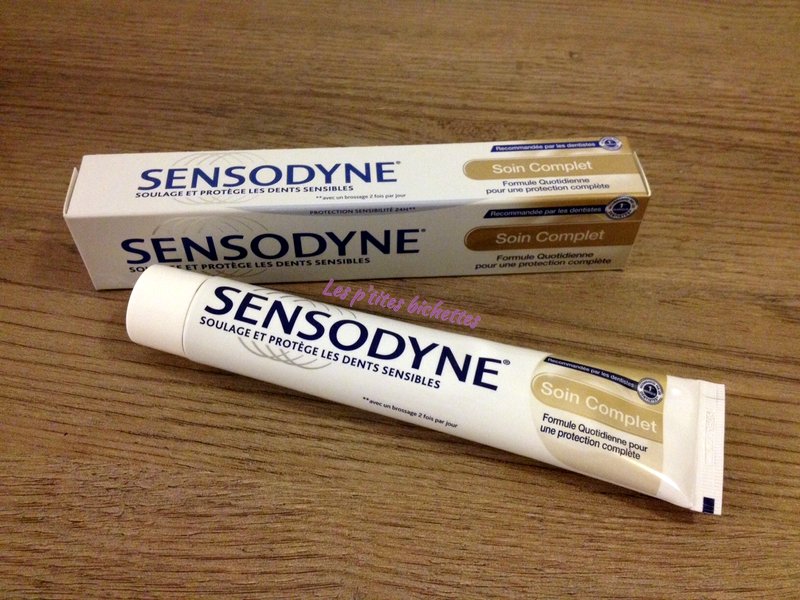 Recommandée par les dentistes
SENSODYNE®
Soin Complet
SOULAGE ET PROTÈGE LES DENTS SENSIBLES
Formule Quotidienne
pour une protection complète
**avec un brossage 2 fois par jour
PROTECTION SENSIBILITÉ 24H**
Recommandée par les dentistes
SENSODYNE®
Soin Complet
SOULAGE ET PROTÈGE LES DENTS SENSIBLES
Formule Quotidienne
pour une protection complète
Les p'tites bichettes
SENSODYNE®
SOULAGE ET PROTÈGE LES DENTS SENSIBLES
**avec un brossage 2 fois par jour
Recommandée par les dentistes
1
Soin Complet
Formule Quotidienne pour
une protection complète